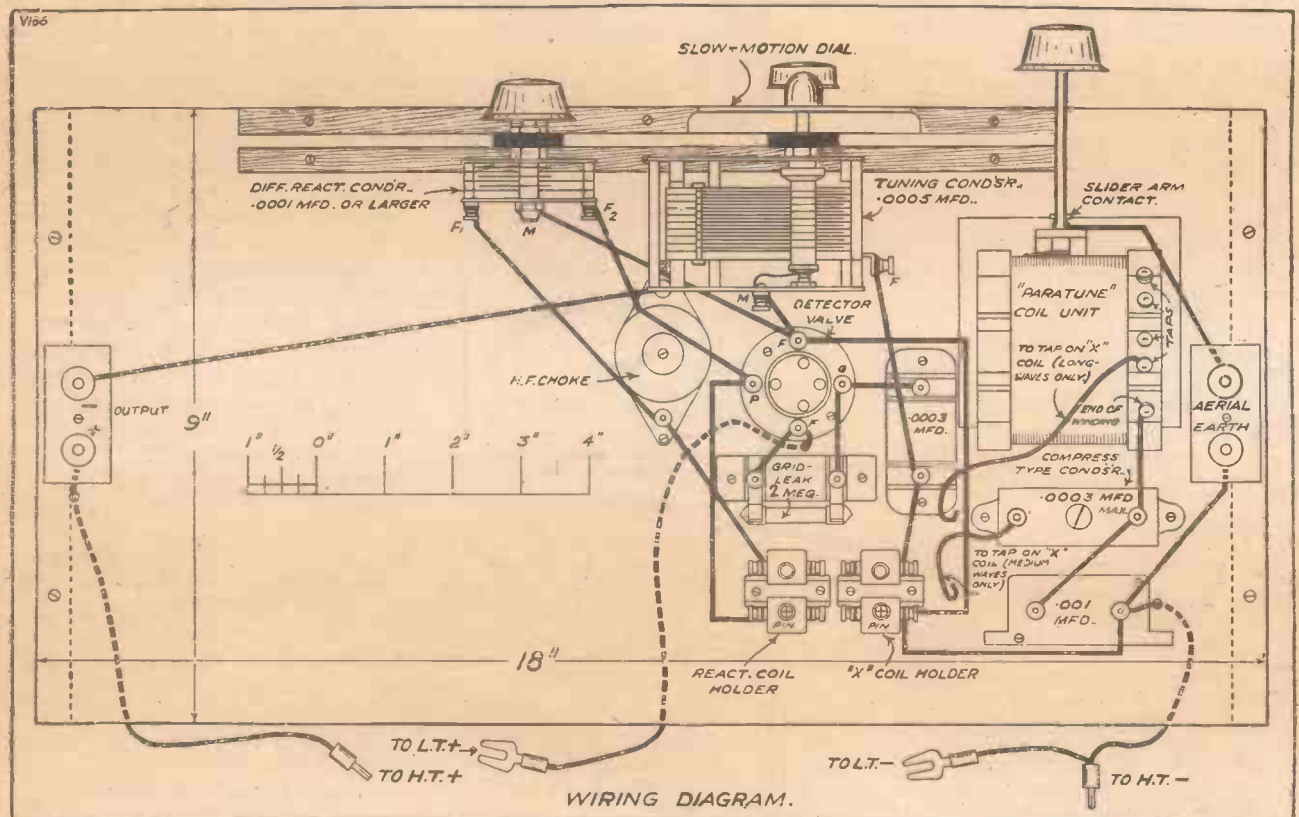 V186
SLOW-MOTION DIAL.
DIFF. REACT. COND'R..
.0001 MFD. OR LARGER
F1
M
F2
TUNING CONDS'R..
.0005 MFD..
F
M
SLIDER ARM
CONTACT.
"PARATUNE"
COIL UNIT
TAPS
TO TAP ON "X"
COIL (LONG-
WAVES ONLY.)
END OF
WINDING
DETECTOR
VALVE
F
P
G
F
H.F. CHOKE
.0003
MFD.
GRID-
LEAK
2 MEG-
AERIAL
EARTH
COMPRESS
TYPE CONDS'R..
.0003 MFD
MAX.
TO TAP ON "X"
COIL (MEDIUM
WAVES
ONLY)
.001
MFD..
OUTPUT
-
+
9"
1" 1/2 0" 1" 2" 3" 4"
PIN
PIN
18"
REACT. COIL
HOLDER
"X" COIL HOLDER
TO L.T.+
TO H.T.+
TO L.T.-
TO H.T.-
WIRING DIAGRAM.